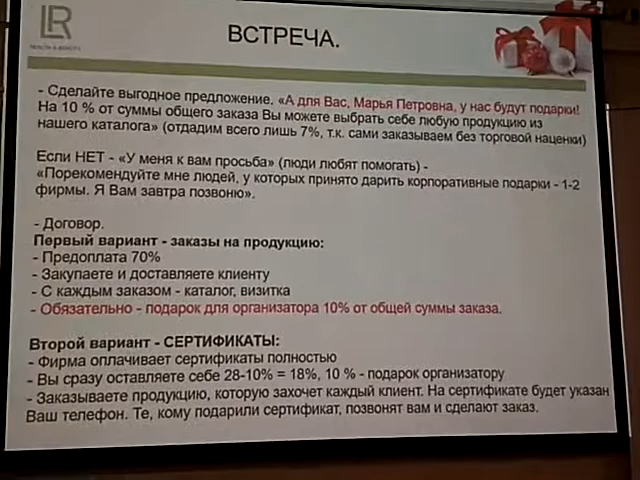 LR
HEALTH & BEAUTY
ВСТРЕЧА.
- Сделайте выгодное предложение. «А для Вас, Марья Петровна, у нас будут подарки!
На 10 % от суммы общего заказа Вы можете выбрать себе любую продукцию из
нашего каталога» (отдадим всего лишь 7%, т.к. сами заказываем без торговой наценки)
Если НЕТ - «У меня к вам просьба» (люди любят помогать) -
«Порекомендуйте мне людей, у которых принято дарить корпоративные подарки - 1-2
фирмы. Я Вам завтра позвоню».
- Договор.
Первый вариант - заказы на продукцию:
- Предоплата 70%
- Закупаете и доставляете клиенту
- С каждым заказом - каталог, визитка
- Обязательно - подарок для организатора 10% от общей суммы заказа.
Второй вариант - СЕРТИФИКАТЫ:
- Фирма оплачивает сертификаты полностью
- Вы сразу оставляете себе 28-10% = 18%, 10 % - подарок организатору
- Заказываете продукцию, которую захочет каждый клиент. На сертификате будет указан
Ваш телефон. Те, кому подарили сертификат, позвонят вам и сделают заказ.